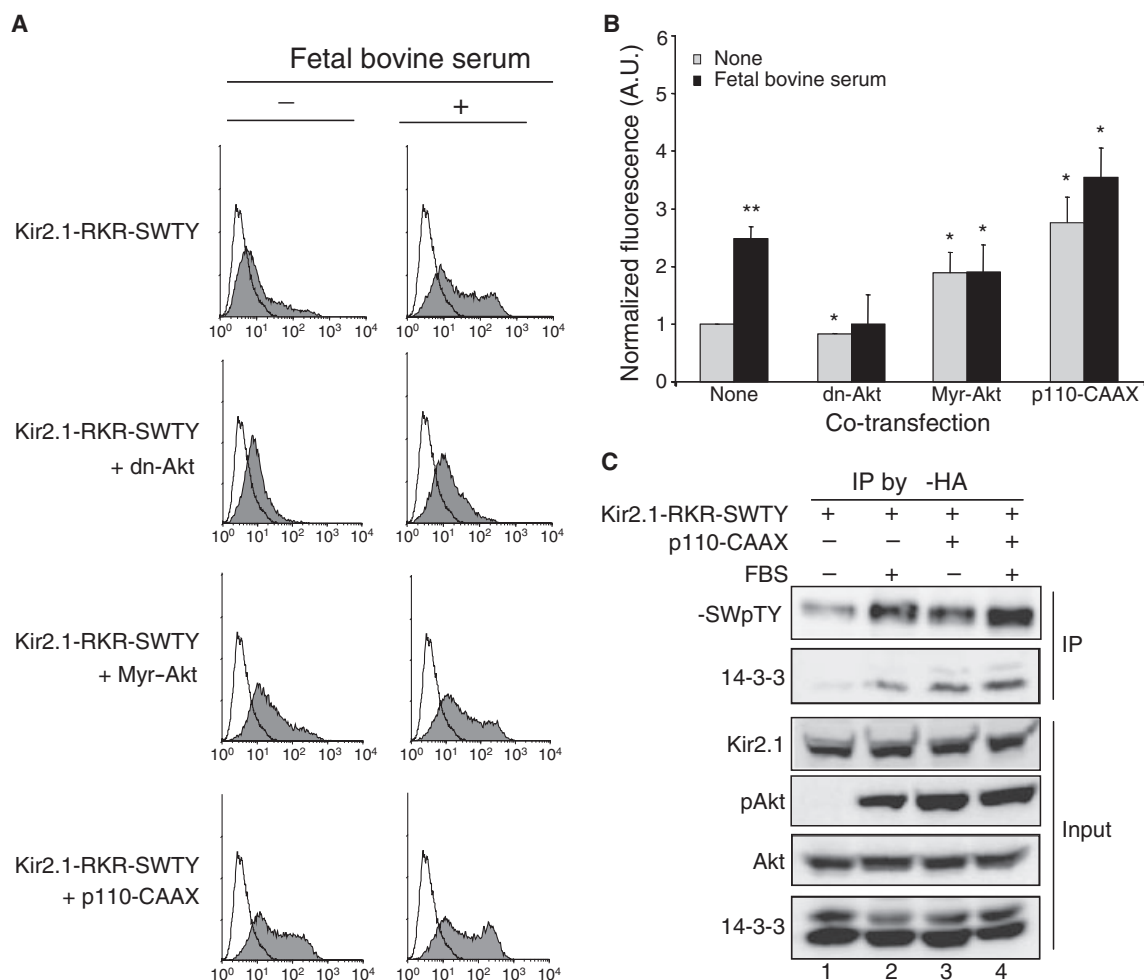 A
Fetal bovine serum
– +
Kir2.1-RKR-SWTY
10⁰ 10¹ 10² 10³ 10⁴ 10⁰ 10¹ 10² 10³ 10⁴
Kir2.1-RKR-SWTY
+ dn-Akt
10⁰ 10¹ 10² 10³ 10⁴ 10⁰ 10¹ 10² 10³ 10⁴
Kir2.1-RKR-SWTY
+ Myr–Akt
10⁰ 10¹ 10² 10³ 10⁴ 10⁰ 10¹ 10² 10³ 10⁴
Kir2.1-RKR-SWTY
+ p110-CAAX
10⁰ 10¹ 10² 10³ 10⁴ 10⁰ 10¹ 10² 10³ 10⁴
B
Normalized fluorescence (A.U.)
6
5
4
3
2
1
0
None
Fetal bovine serum
** * * * * *
None dn-Akt Myr-Akt p110-CAAX
Co-transfection
C
IP by -HA
Kir2.1-RKR-SWTY + + + +
p110-CAAX – – + +
FBS – + – +
-SWpTY
14-3-3
IP
Kir2.1
pAkt
Akt
14-3-3
Input
1 2 3 4